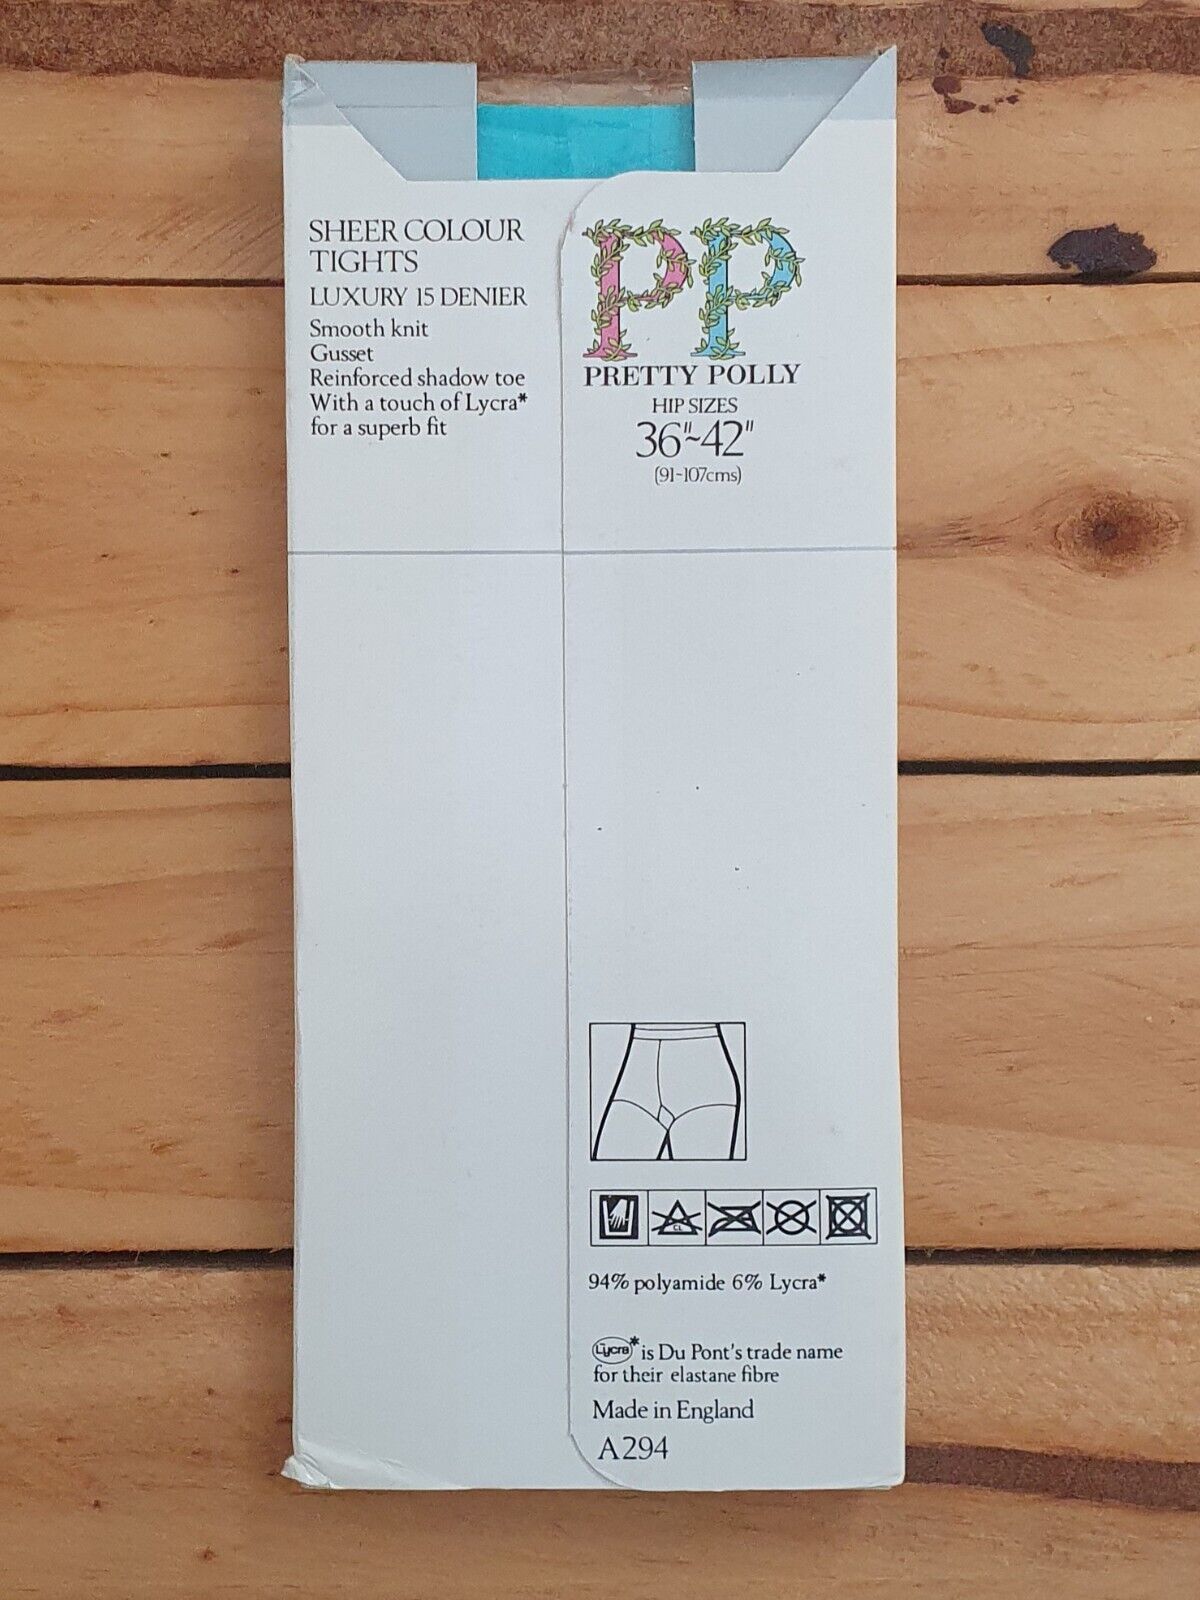 SHEER COLOUR
TIGHTS
LUXURY 15 DENIER
Smooth knit
Gusset
Reinforced shadow toe
With a touch of Lycra*
for a superb fit
PP
PRETTY POLLY
HIP SIZES
36"~42"
(91-107cms)
CL
94% polyamide 6% Lycra*
Lycra* is Du Pont's trade name
for their elastane fibre
Made in England
A294